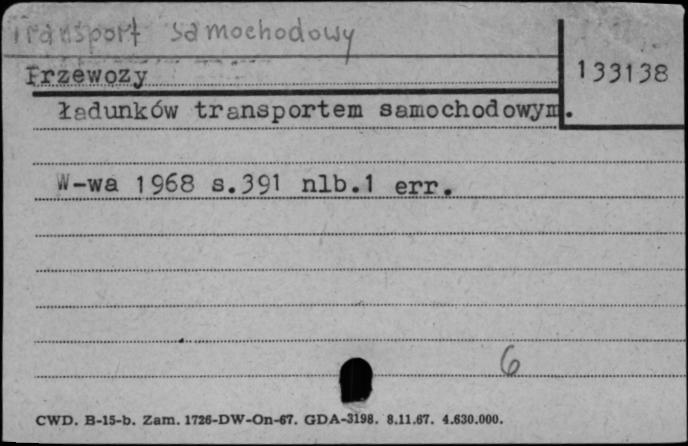 Transport samochodowy
Przewozy
133138
ładunków transportem samochodowym.
W-wa 1968 s.391 nlb.1 err.
6
CWD. B-15-b. Zam. 1726-DW-On-67. GDA-3198. 8.11.67. 4.630.000.